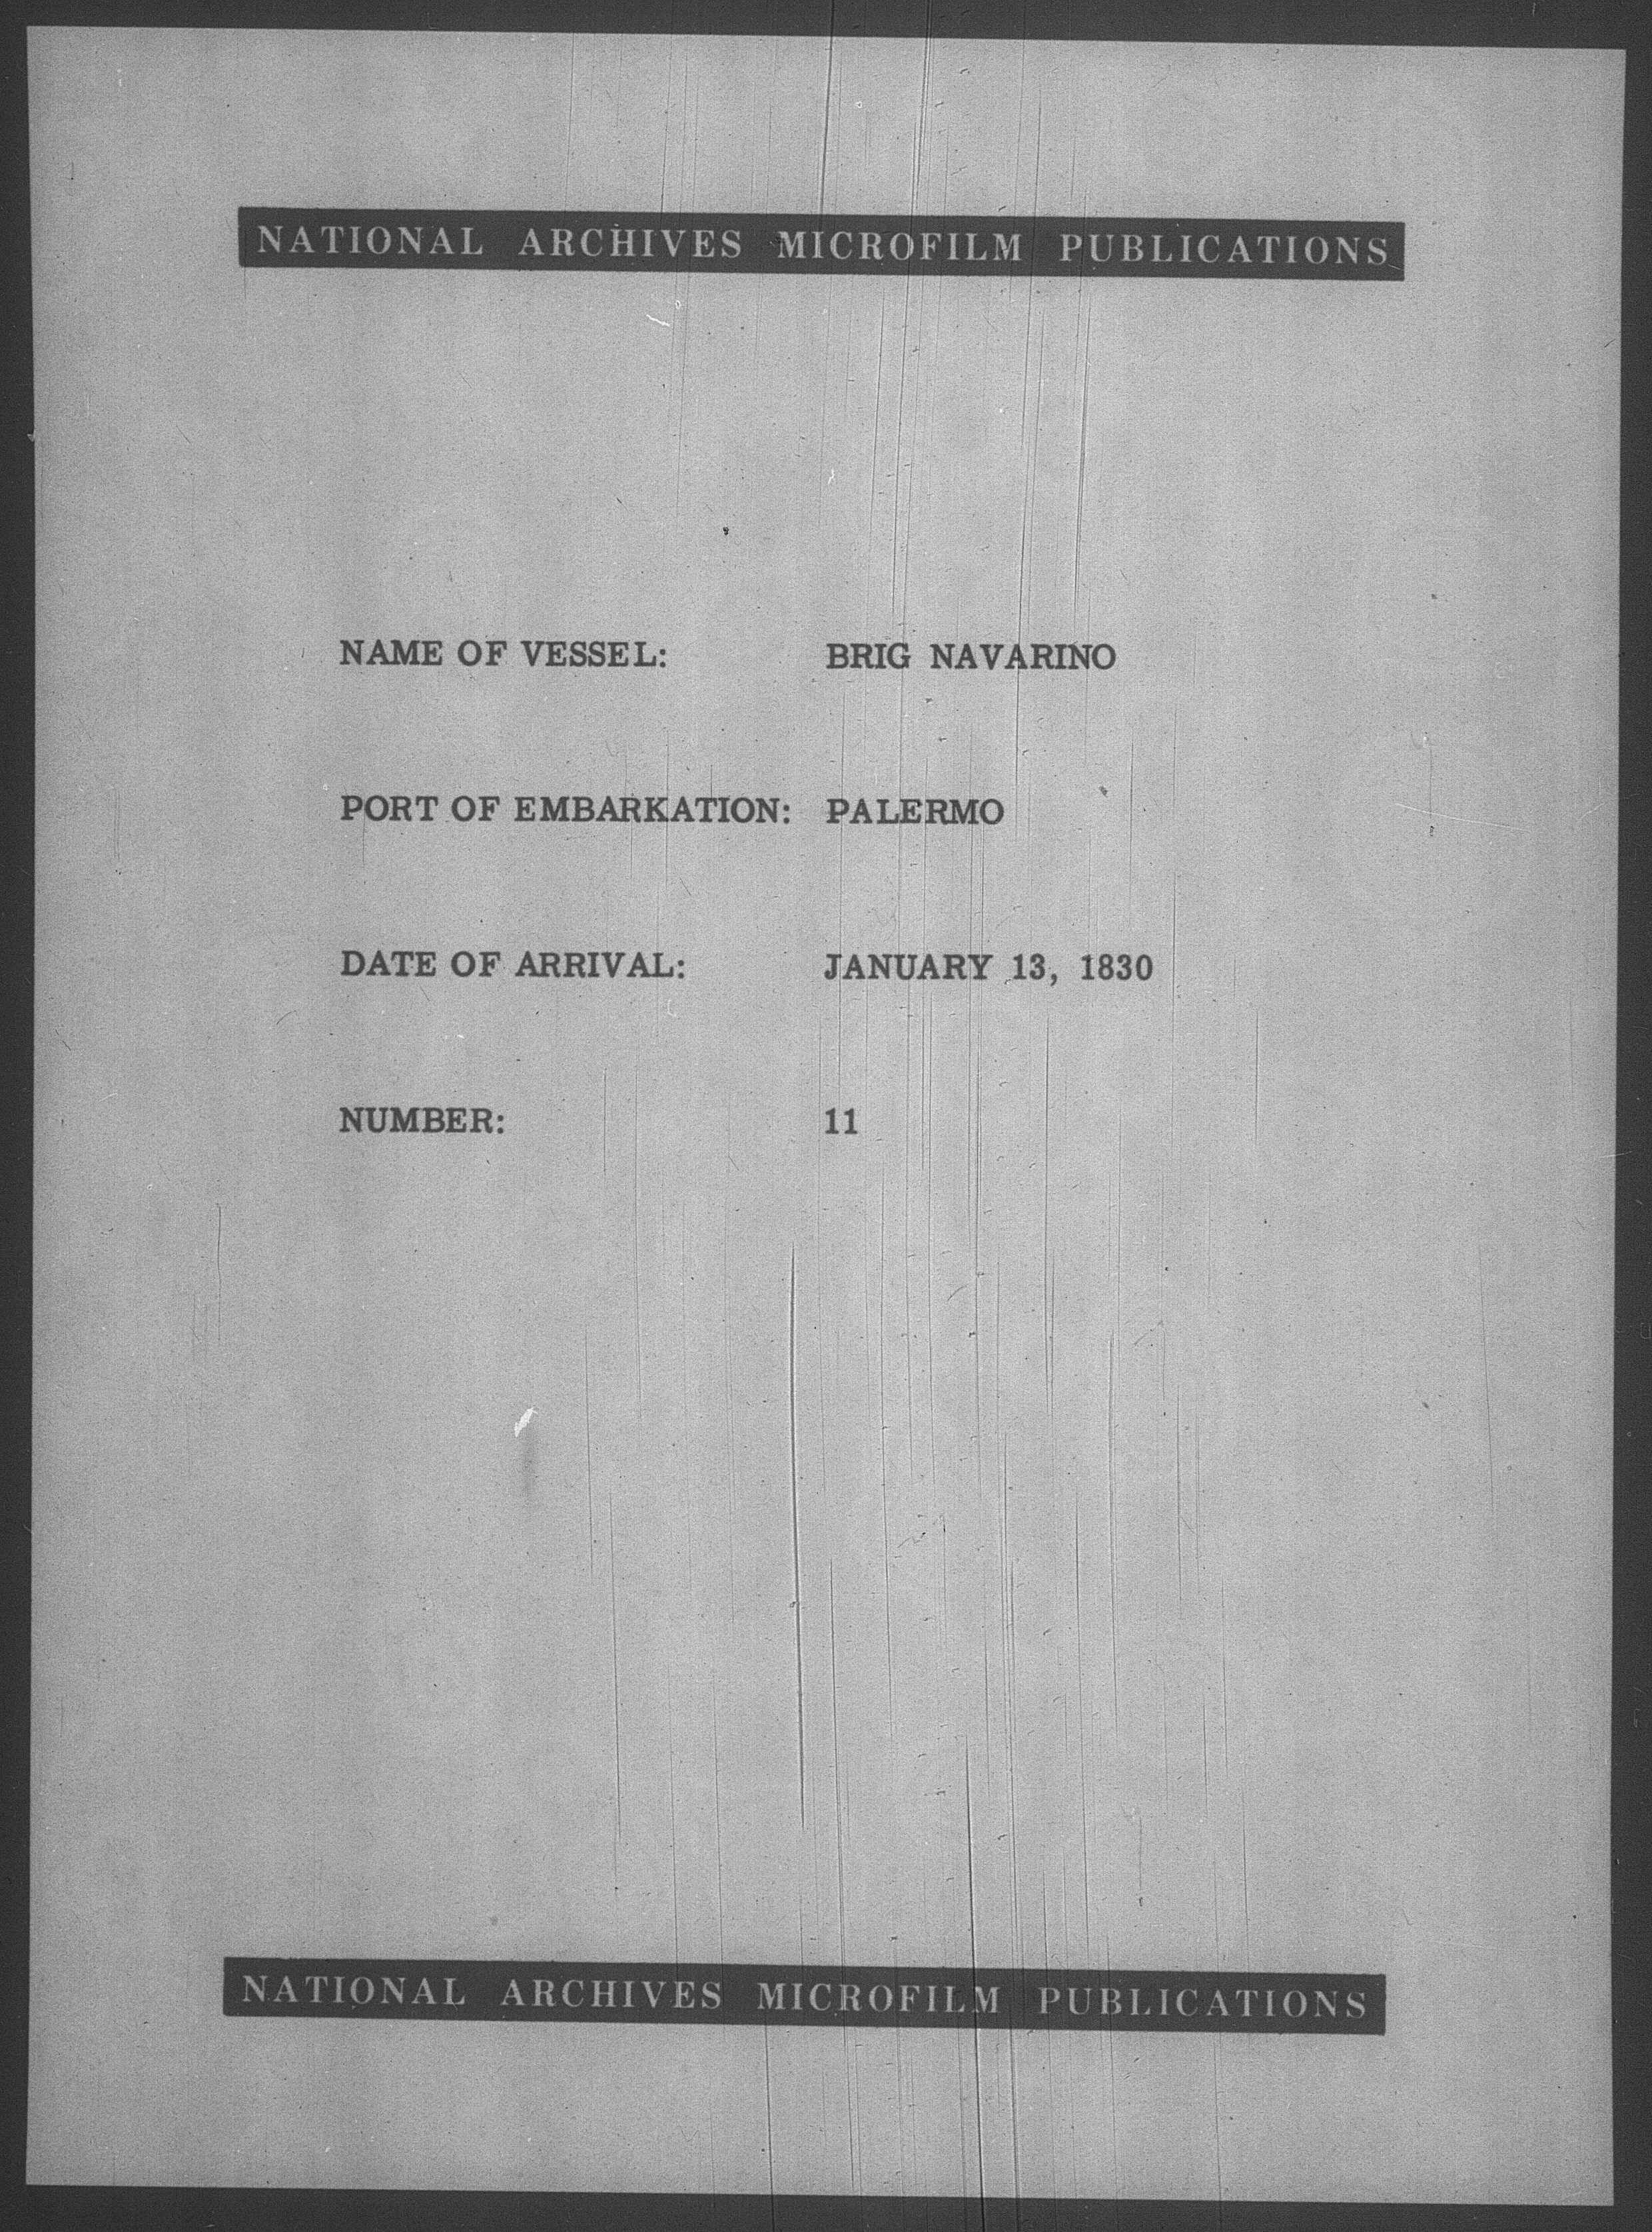 NATIONAL ARCHIVES MICROFILM PUBLICATIONS
NAME OF VESSEL: BRIG NAVARINO
PORT OF EMBARKATION: PALERMO
DATE OF ARRIVAL: JANUARY 13, 1830
NUMBER: 11
NATIONAL ARCHIVES MICROFILM PUBLICATIONS